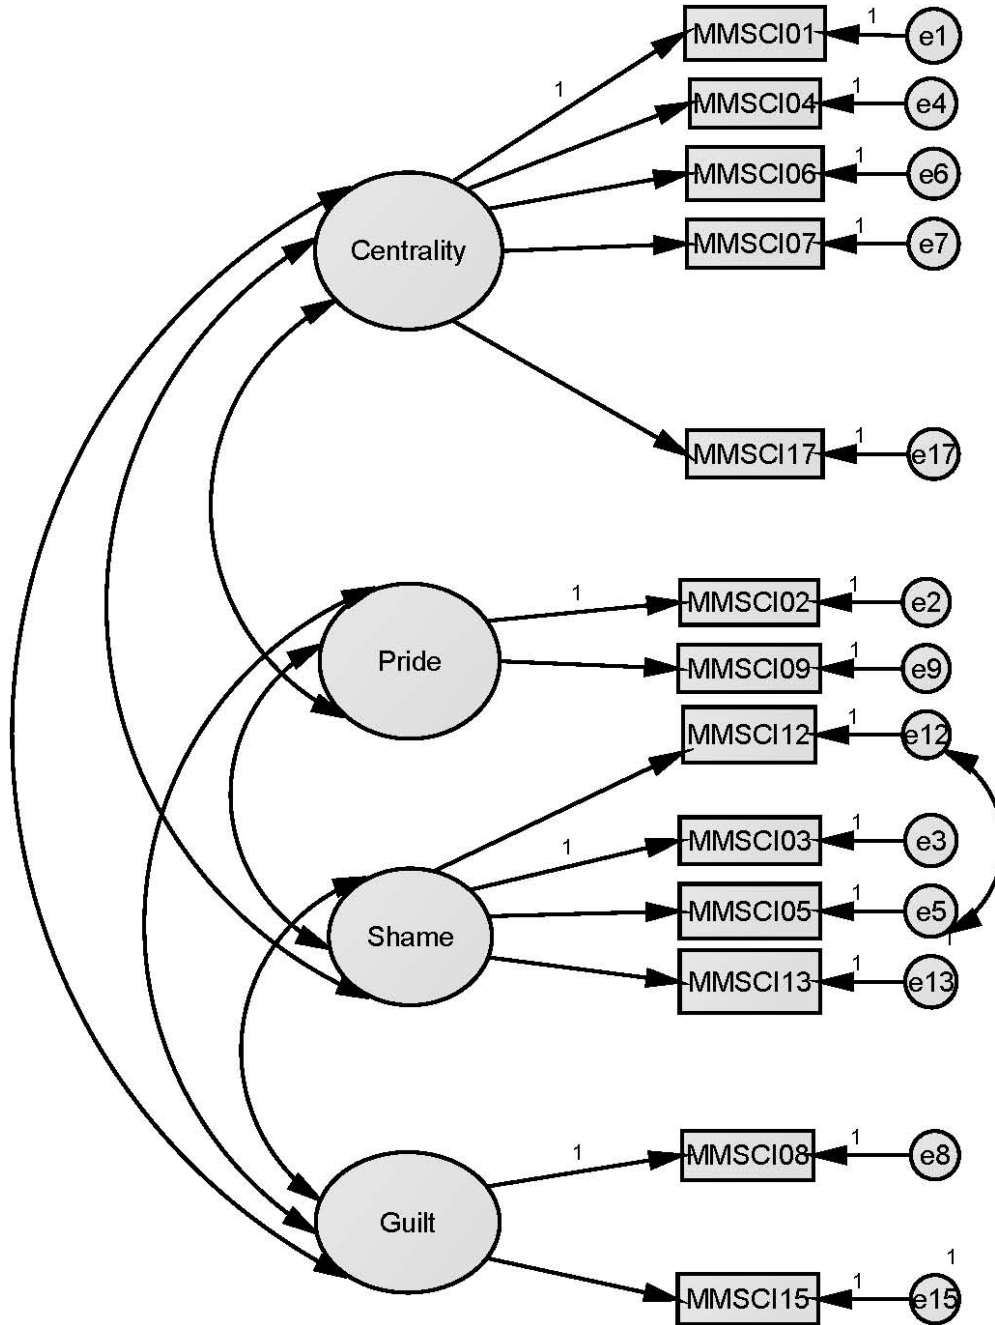 1
MMSCI01
1
e1
MMSCI04
1
e4
MMSCI06
1
e6
Centrality
MMSCI07
1
e7
MMSCI17
1
e17
1
MMSCI02
1
e2
Pride
MMSCI09
1
e9
MMSCI12
1
e12
1
MMSCI03
1
e3
Shame
MMSCI05
1
e5
1
MMSCI13
1
e13
1
MMSCI08
1
e8
Guilt
1
MMSCI15
1
e15